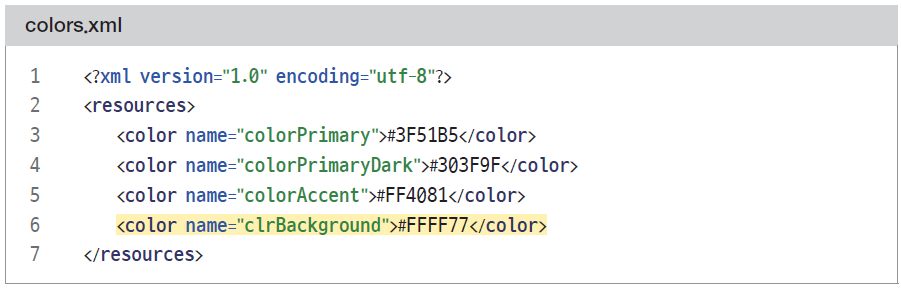 colors.xml
1 <?xml version="1.0" encoding="utf-8"?>
2 <resources>
3 <color name="colorPrimary">#3F51B5</color>
4 <color name="colorPrimaryDark">#303F9F</color>
5 <color name="colorAccent">#FF4081</color>
6 <color name="clrBackground">#FFFF77</color>
7 </resources>